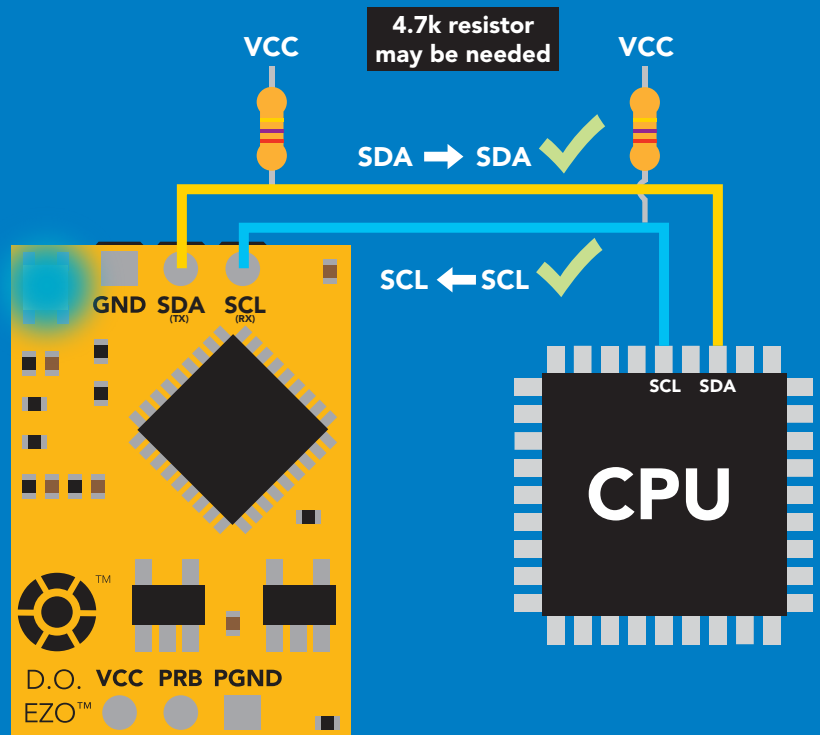 4.7k resistor
may be needed
VCC
VCC
SDA → SDA
SCL ← SCL
GND SDA SCL
(TX) (RX)
SCL SDA
CPU
TM
D.O. VCC PRB PGND
EZO™